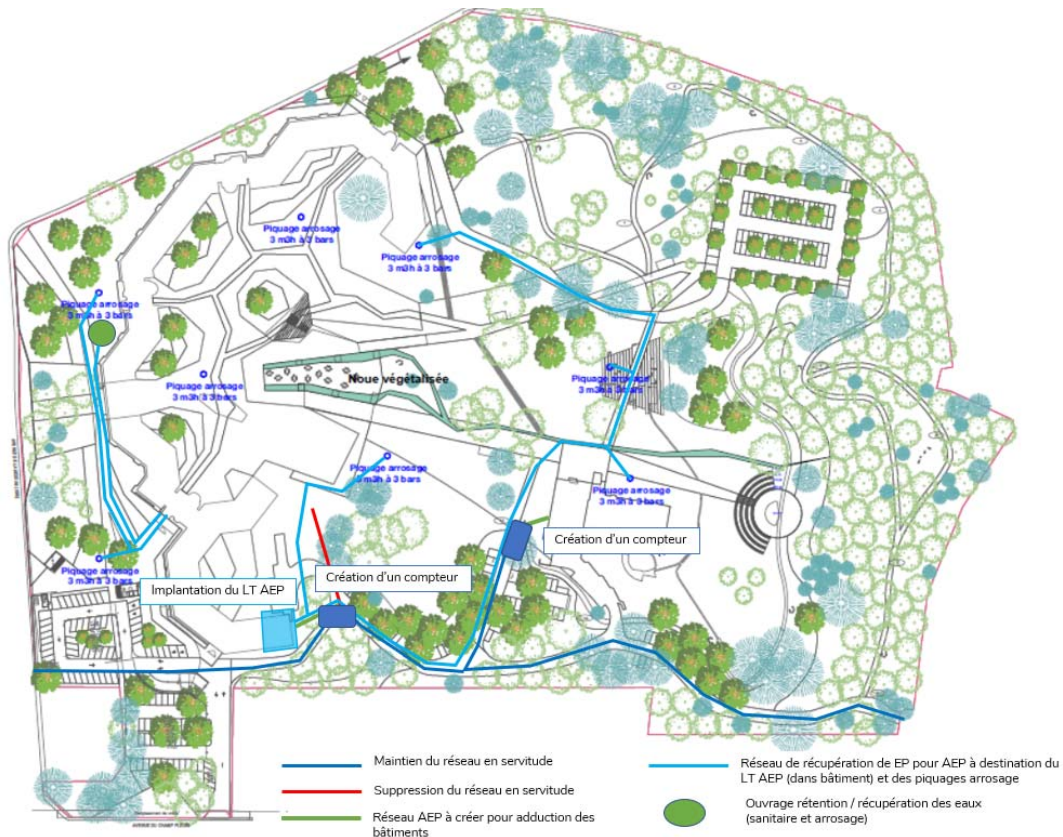 Piquage arrosage
3 m3h à 3 bars
Piquage arrosage
3 m3h à 3 bars
Piquage arrosage
3 m3h à 3 bars
Piquage arrosage
3 m3h à 3 bars
Piquage arrosage
3 m3h à 3 bars
Noue végétalisée
Piquage arrosage
3 m3h à 3 bars
Piquage arrosage
3 m3h à 3 bars
Création d'un compteur
Piquage arrosage
3 m3h à 3 bars
Création d'un compteur
Implantation du LT AEP
Maintien du réseau en servitude
Suppression du réseau en servitude
Réseau AEP à créer pour adduction des
bâtiments
Réseau de récupération de EP pour AEP à destination du
LT AEP (dans bâtiment) et des piquages arrosage
Ouvrage rétention / récupération des eaux
(sanitaire et arrosage)
AVENUE DU CHAMP FLEURI